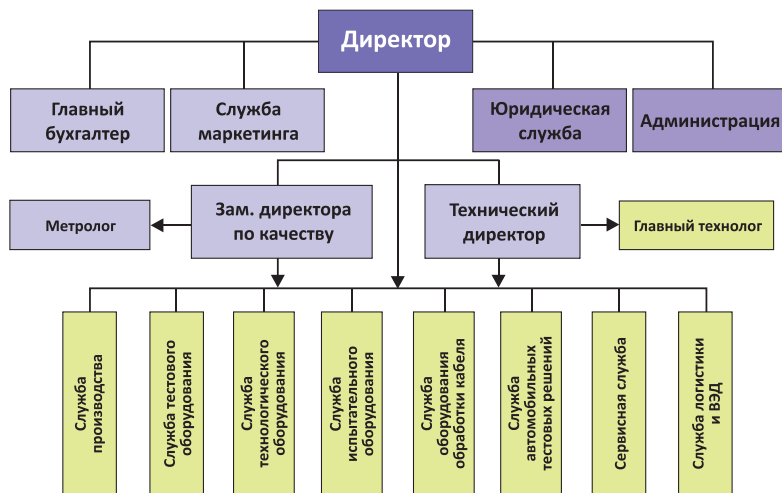 Директор
Главный
бухгалтер
Служба
маркетинга
Юридическая
служба
Администрация
Метролог
Зам. директора
по качеству
Технический
директор
Главный технолог
Служба
производства
Служба тестового
оборудования
Служба
технологического
оборудования
Служба
испытательного
оборудования
Служба
оборудования
обработки кабеля
Служба
автомобильных
тестовых решений
Сервисная служба
Служба логистики
и ВЭД